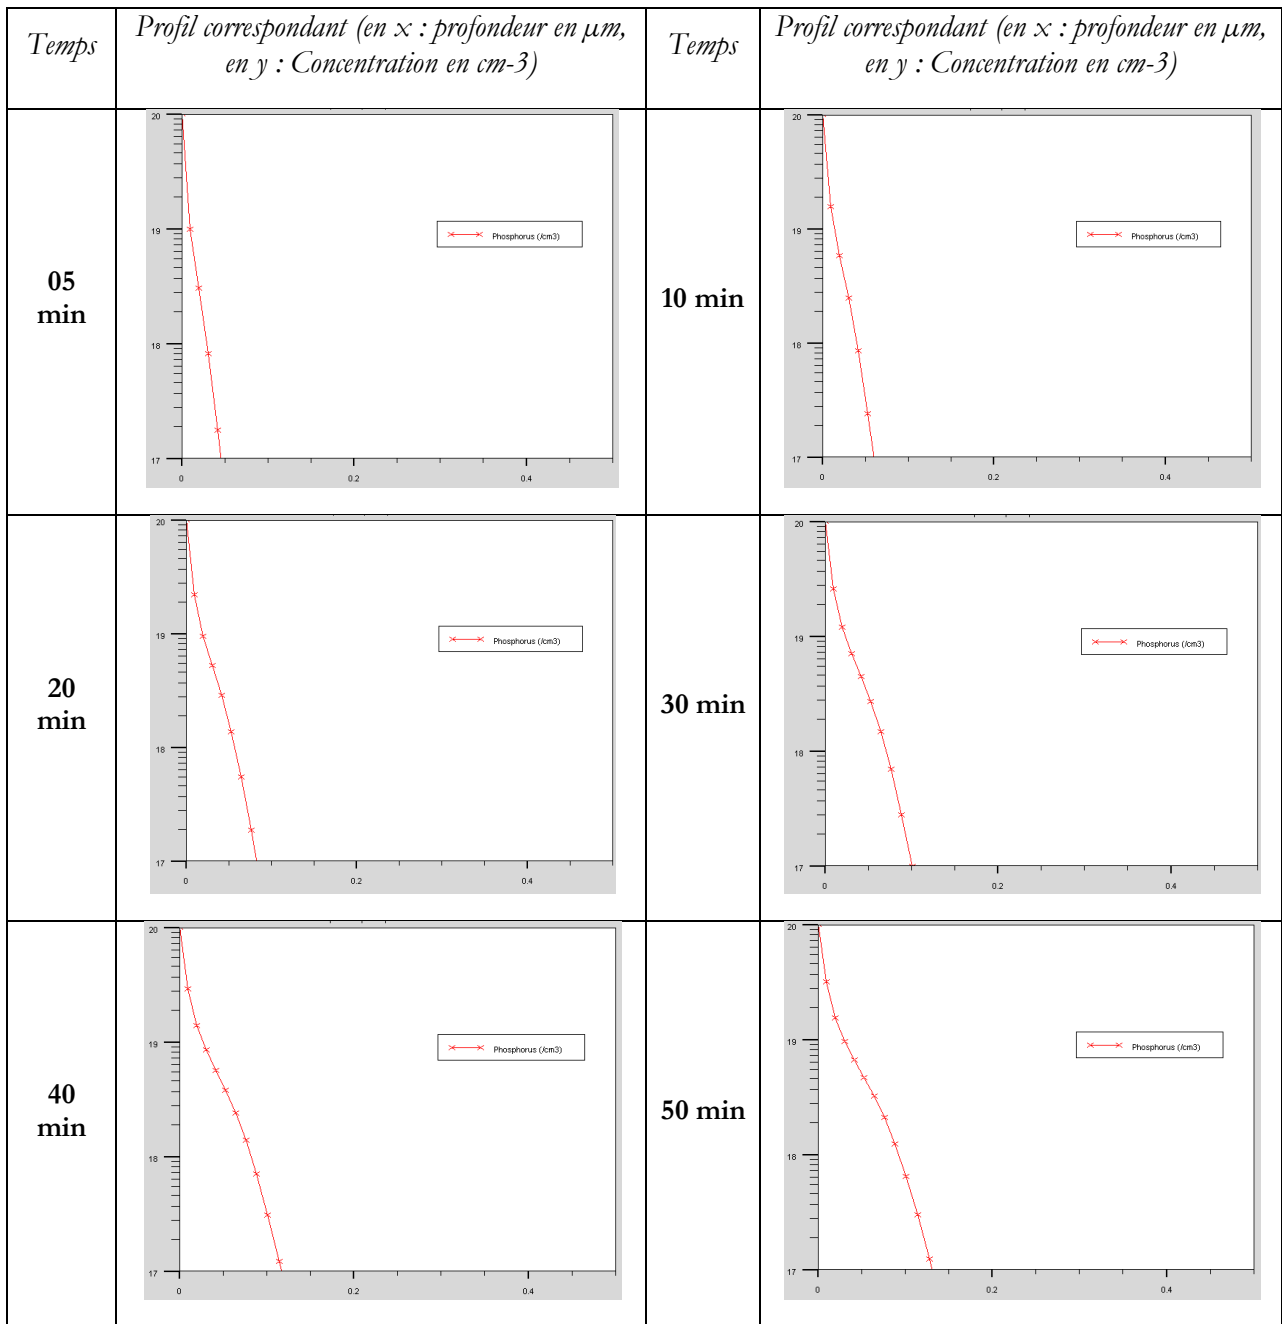 Temps
Profil correspondant (en x : profondeur en μm,
en y : Concentration en cm-3)
Temps
Profil correspondant (en x : profondeur en μm,
en y : Concentration en cm-3)
05
min
20
19
18
17
0
0.2
0.4
Phosphorus (/cm3)
10 min
20
19
18
17
0
0.2
0.4
Phosphorus (/cm3)
20
min
20
19
18
17
0
0.2
0.4
Phosphorus (/cm3)
30 min
20
19
18
17
0
0.2
0.4
Phosphorus (/cm3)
40
min
20
19
18
17
0
0.2
0.4
Phosphorus (/cm3)
50 min
20
19
18
17
0
0.2
0.4
Phosphorus (/cm3)